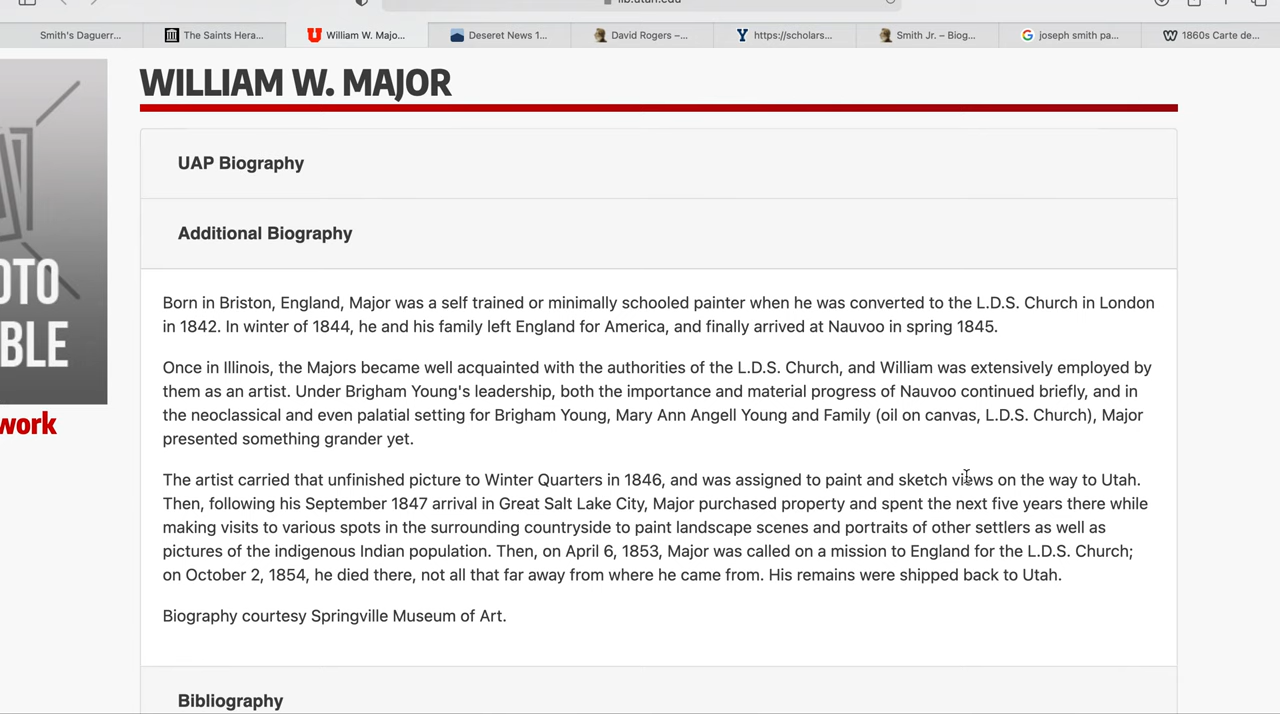 lib.utah.edu
Smith's Daguerr...
The Saints Hera...
William W. Majo...
Deseret News 1...
David Rogers –...
https://scholars...
Smith Jr. – Biog...
joseph smith pa...
1860s Carte de...
WILLIAM W. MAJOR
UAP Biography
Additional Biography
Born in Briston, England, Major was a self trained or minimally schooled painter when he was converted to the L.D.S. Church in London
in 1842. In winter of 1844, he and his family left England for America, and finally arrived at Nauvoo in spring 1845.
Once in Illinois, the Majors became well acquainted with the authorities of the L.D.S. Church, and William was extensively employed by
them as an artist. Under Brigham Young's leadership, both the importance and material progress of Nauvoo continued briefly, and in
the neoclassical and even palatial setting for Brigham Young, Mary Ann Angell Young and Family (oil on canvas, L.D.S. Church), Major
presented something grander yet.
The artist carried that unfinished picture to Winter Quarters in 1846, and was assigned to paint and sketch views on the way to Utah.
Then, following his September 1847 arrival in Great Salt Lake City, Major purchased property and spent the next five years there while
making visits to various spots in the surrounding countryside to paint landscape scenes and portraits of other settlers as well as
pictures of the indigenous Indian population. Then, on April 6, 1853, Major was called on a mission to England for the L.D.S. Church;
on October 2, 1854, he died there, not all that far away from where he came from. His remains were shipped back to Utah.
Biography courtesy Springville Museum of Art.
Bibliography
OTO
BLE
work